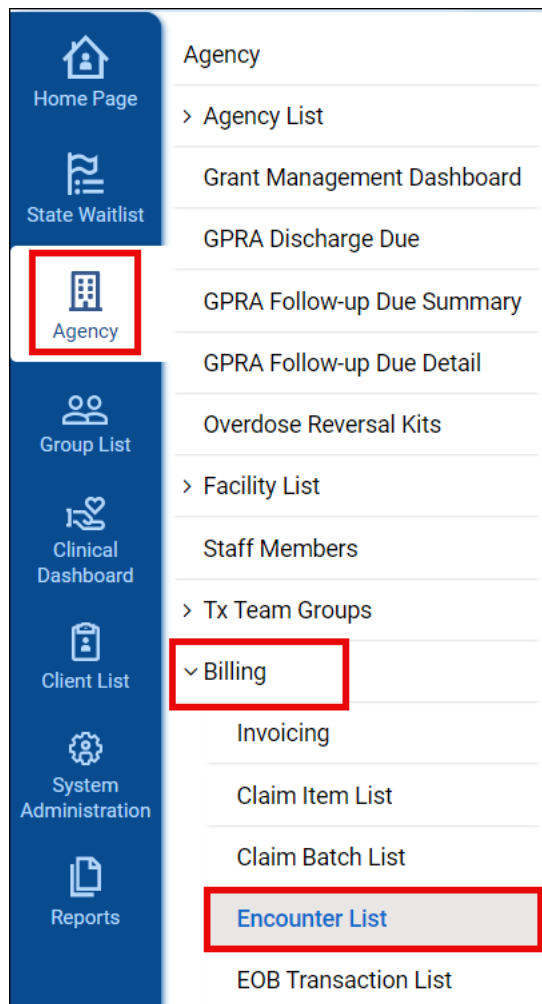 Home Page
State Waitlist
Agency
Group List
Clinical
Dashboard
Client List
System
Administration
Reports
Agency
Agency List
Grant Management Dashboard
GPRA Discharge Due
GPRA Follow-up Due Summary
GPRA Follow-up Due Detail
Overdose Reversal Kits
Facility List
Staff Members
Tx Team Groups
Billing
Invoicing
Claim Item List
Claim Batch List
Encounter List
EOB Transaction List